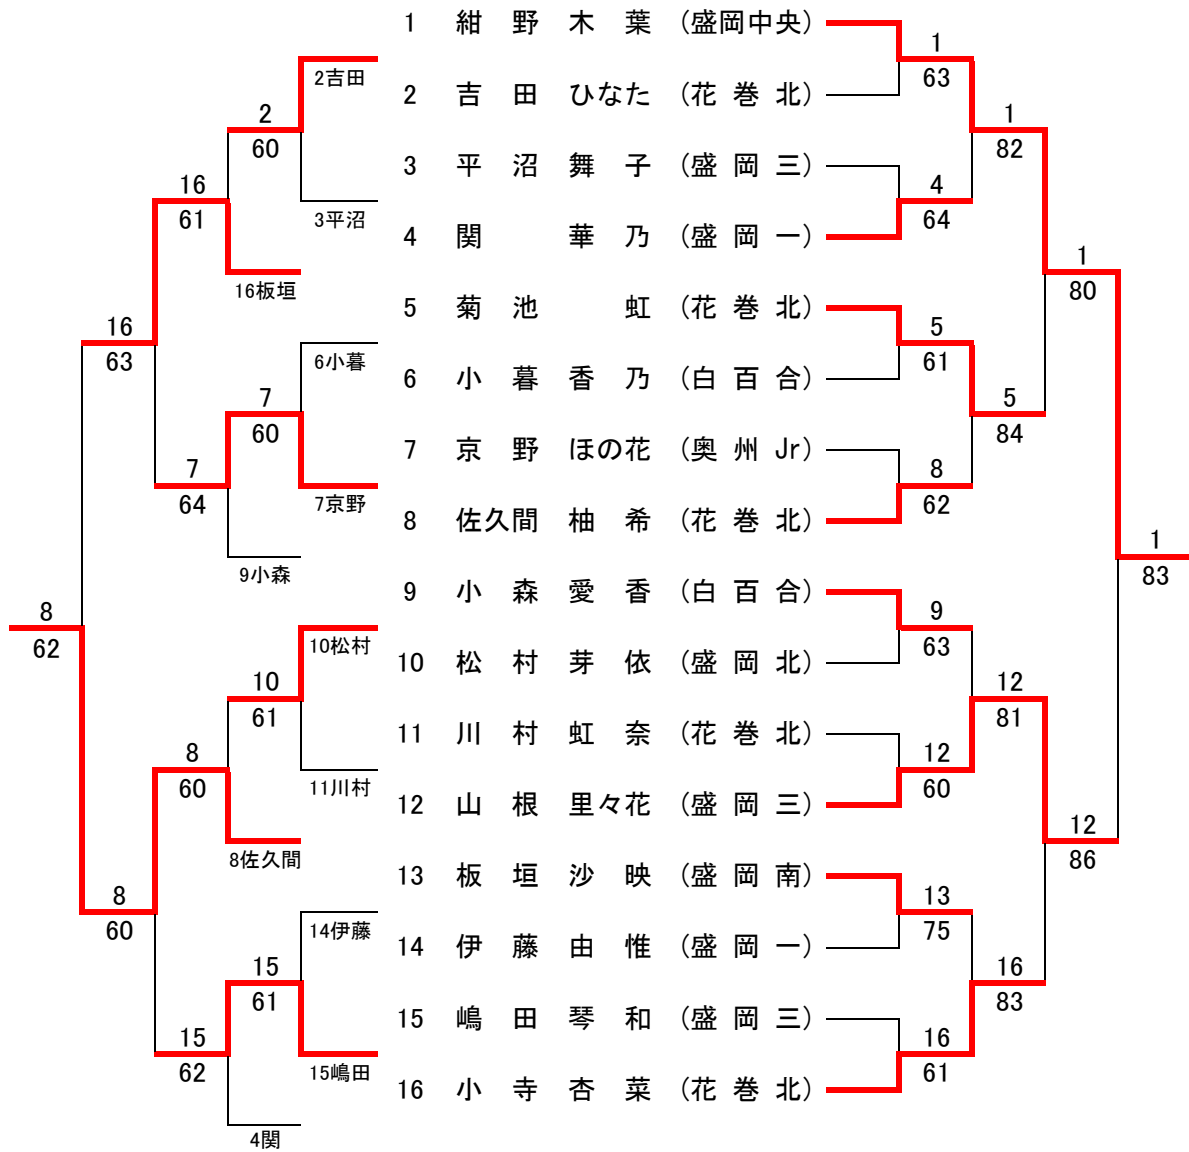 1 紺野木葉 (盛岡中央)
2 吉田ひなた (花巻北)
3 平沼舞子 (盛岡三)
4 関華乃 (盛岡一)
5 菊池虹 (花巻北)
6 小暮香乃 (白百合)
7 京野ほの花 (奥州Jr)
8 佐久間柚希 (花巻北)
9 小森愛香 (白百合)
10 松村芽依 (盛岡北)
11 川村虹奈 (花巻北)
12 山根里々花 (盛岡三)
13 板垣沙映 (盛岡南)
14 伊藤由惟 (盛岡一)
15 嶋田琴和 (盛岡三)
16 小寺杏菜 (花巻北)
1
63
4
64
5
61
8
62
9
63
12
60
13
75
16
61
1
82
5
84
12
81
16
83
1
80
12
86
1
83
2吉田
3平沼
6小暮
7京野
10松村
11川村
14伊藤
15嶋田
2
60
16板垣
7
60
9小森
10
61
8佐久間
15
61
4関
16
61
7
64
8
60
15
62
16
63
8
60
8
62